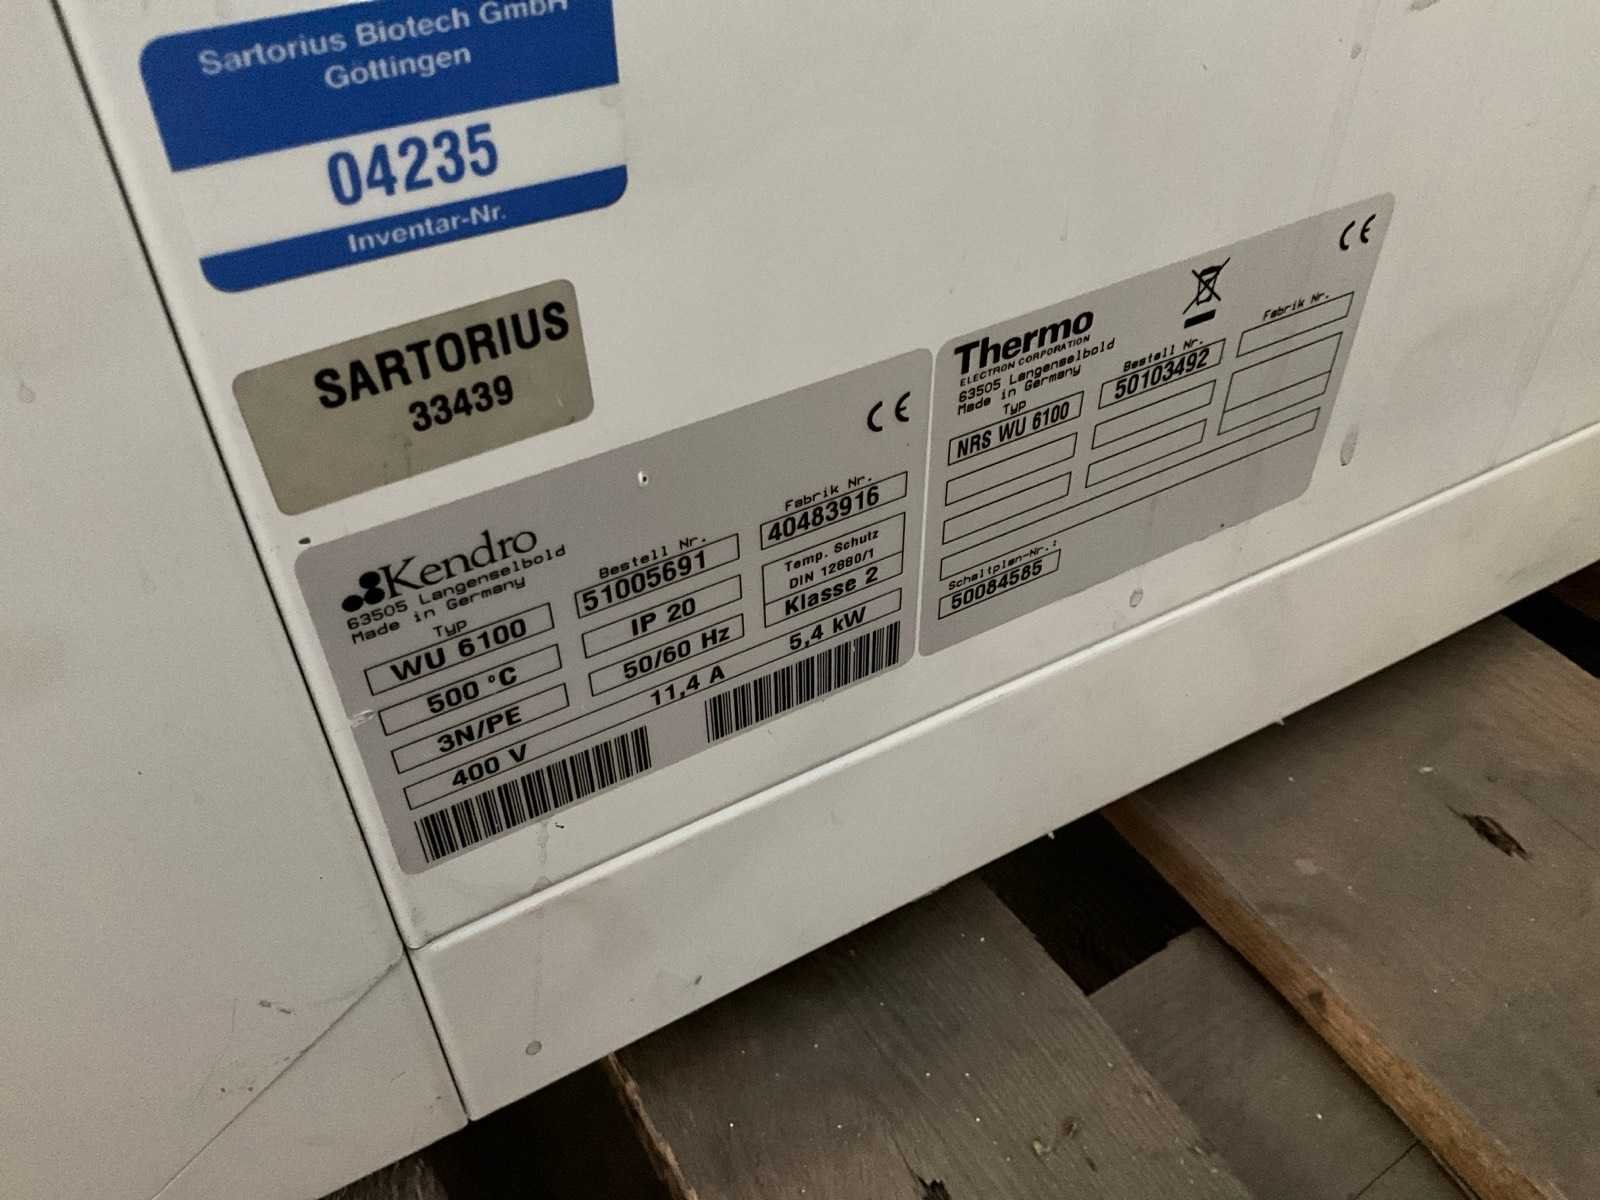 Sartorius Biotech GmbH
Göttingen
04235
Inventar-Nr.
SARTORIUS
33439
Kendro
63505 Langenselbold
Made in Germany
Typ
WU 6100
500 °C
3N/PE
400 V
Bestell Nr.
51005691
IP 20
50/60 Hz
11,4 A
Fabrik Nr.
40483916
Temp. Schutz
DIN 12880/1
Klasse 2
5,4 kW
CE
Thermo
ELECTRON CORPORATION
63505 Langenselbold
Made in Germany
Typ
NRS WU 6100
Bestell Nr.
50103492
Fabrik Nr.
CE
Schaltplan-Nr.:
50084585